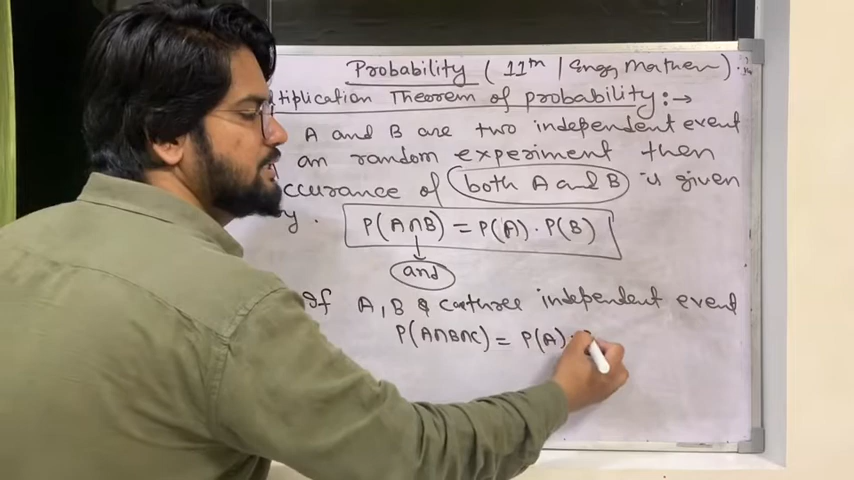 Probability (11th | Engg Mathem).
tiplication Theorem of probability :→
A and B are two independent event
an random experiment then
ccurance of both A and B is given
y. P(A∩B) = P(A) · P(B)
and
If A, B & C are three independent event
P(A∩B∩C) = P(A) ·